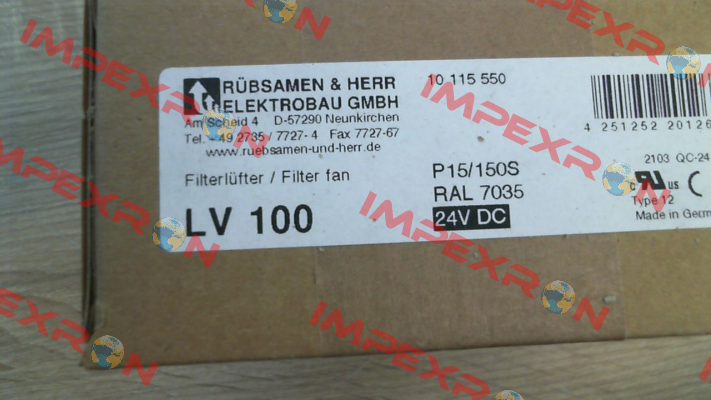 RÜBSAMEN & HERR
ELEKTROBAU GMBH
Am Scheid 4 D-57290 Neunkirchen
Tel. +49 2735 / 7727-4 Fax 7727-67
www.ruebsamen-und-herr.de
Filterlüfter / Filter fan
LV 100
10 115 550
P15/150S
RAL 7035
24V DC
4 251252 20126
2103 QC-24
c UL us
Type 12
Made in Germ
IMPEXRON
IMPEXRON
IMPEXRON
IMPEXRON
IMPEXRON